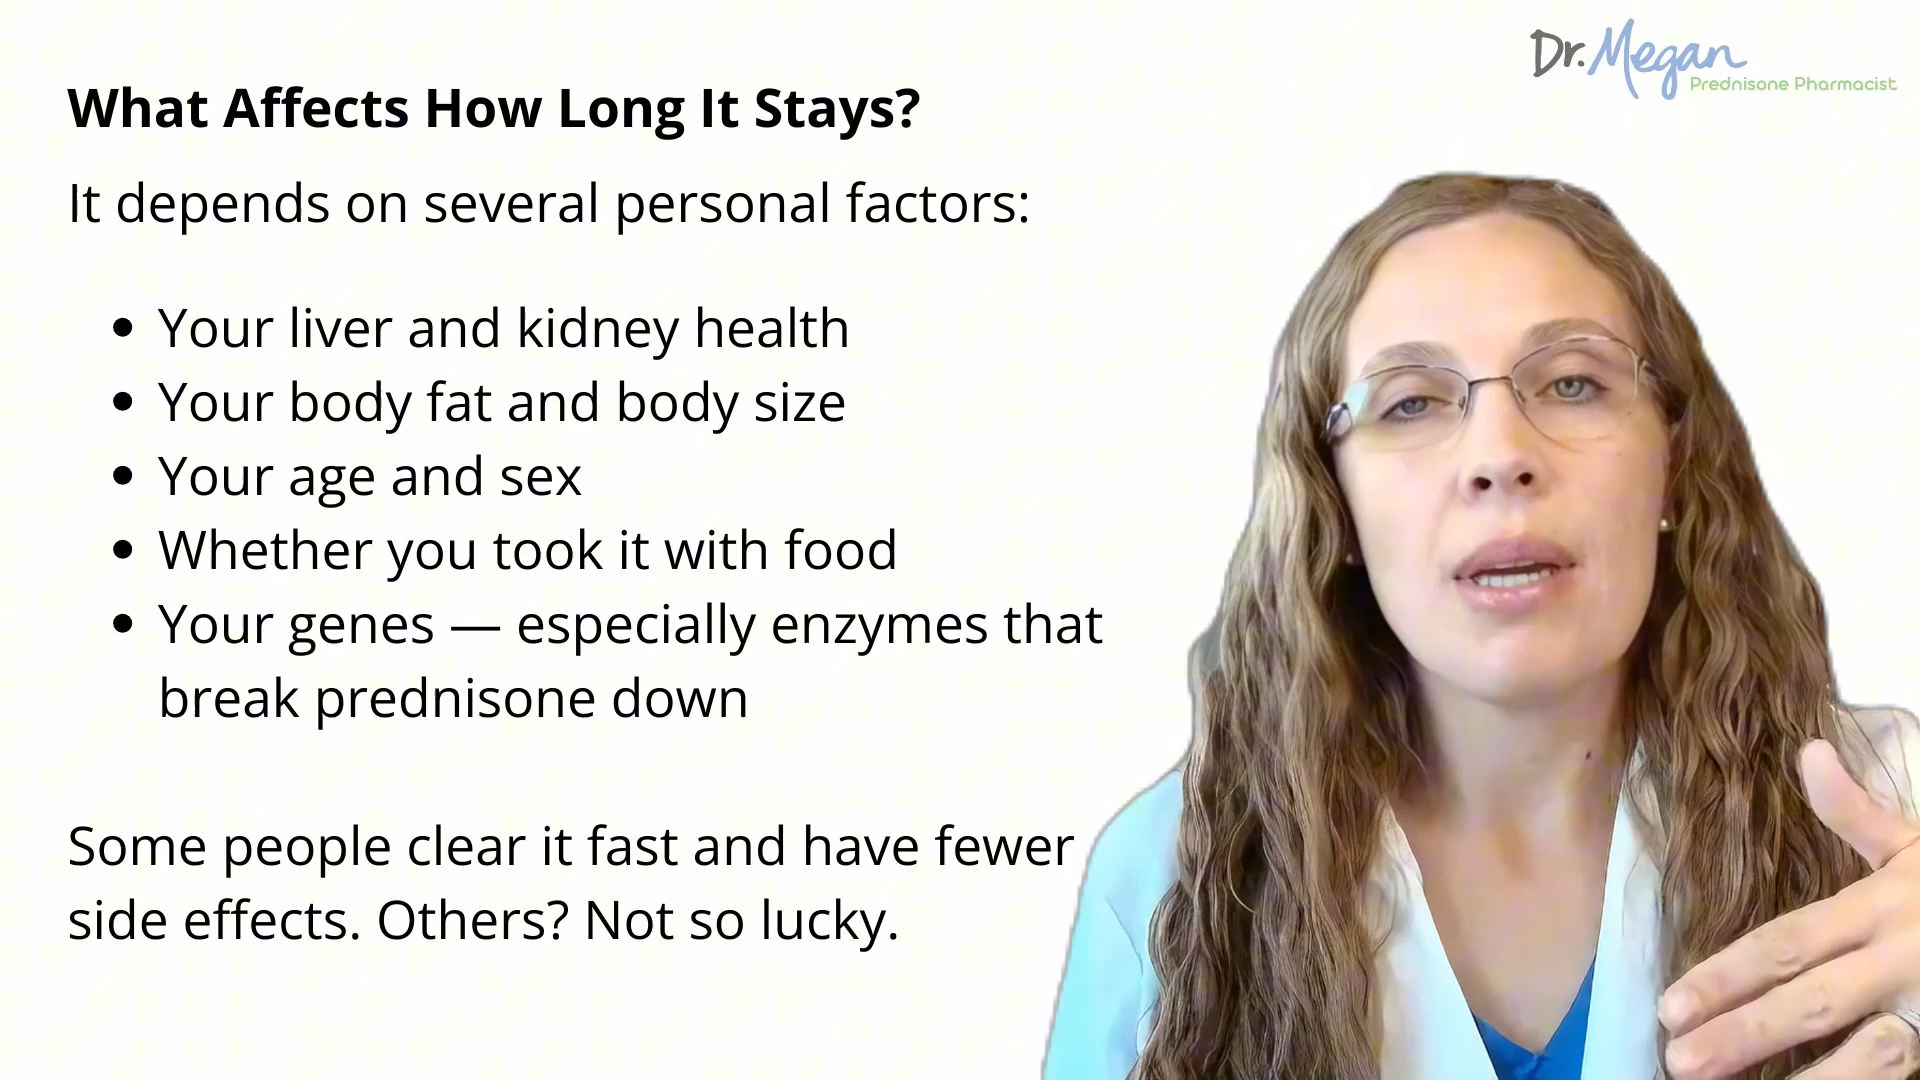 Dr. Megan
Prednisone Pharmacist
What Affects How Long It Stays?
It depends on several personal factors:
• Your liver and kidney health
• Your body fat and body size
• Your age and sex
• Whether you took it with food
• Your genes — especially enzymes that
break prednisone down
Some people clear it fast and have fewer
side effects. Others? Not so lucky.